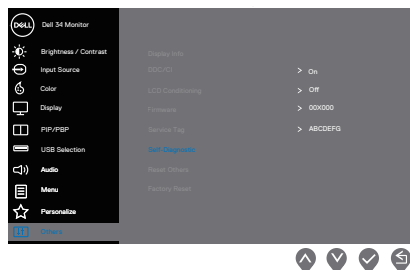 DELL
Dell 34 Monitor
Brightness / Contrast
Input Source
Color
Display
PIP/PBP
USB Selection
Audio
Menu
Personalize
Others
Display Info
DDC/CI > On
LCD Conditioning > Off
Firmware > 00X000
Service Tag > ABCDEFG
Self-Diagnostic
Reset Others
Factory Reset